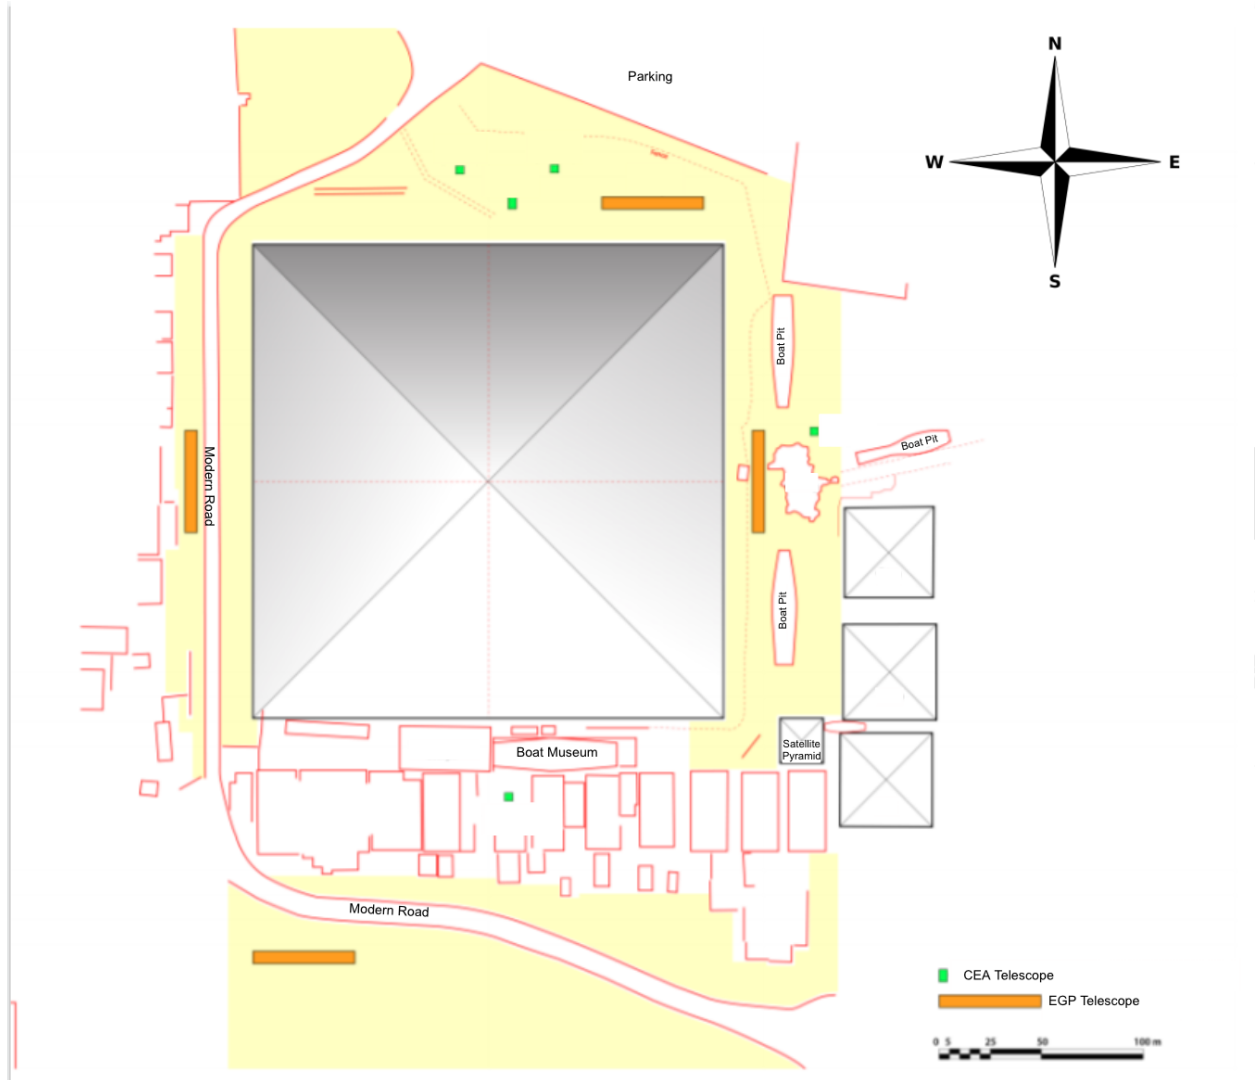 N
Parking
W
E
S
Boat Pit
Boat Pit
Modern Road
Boat Pit
Satellite
Pyramid
Boat Museum
Modern Road
CEA Telescope
EGP Telescope
0 5 25 50 100 m